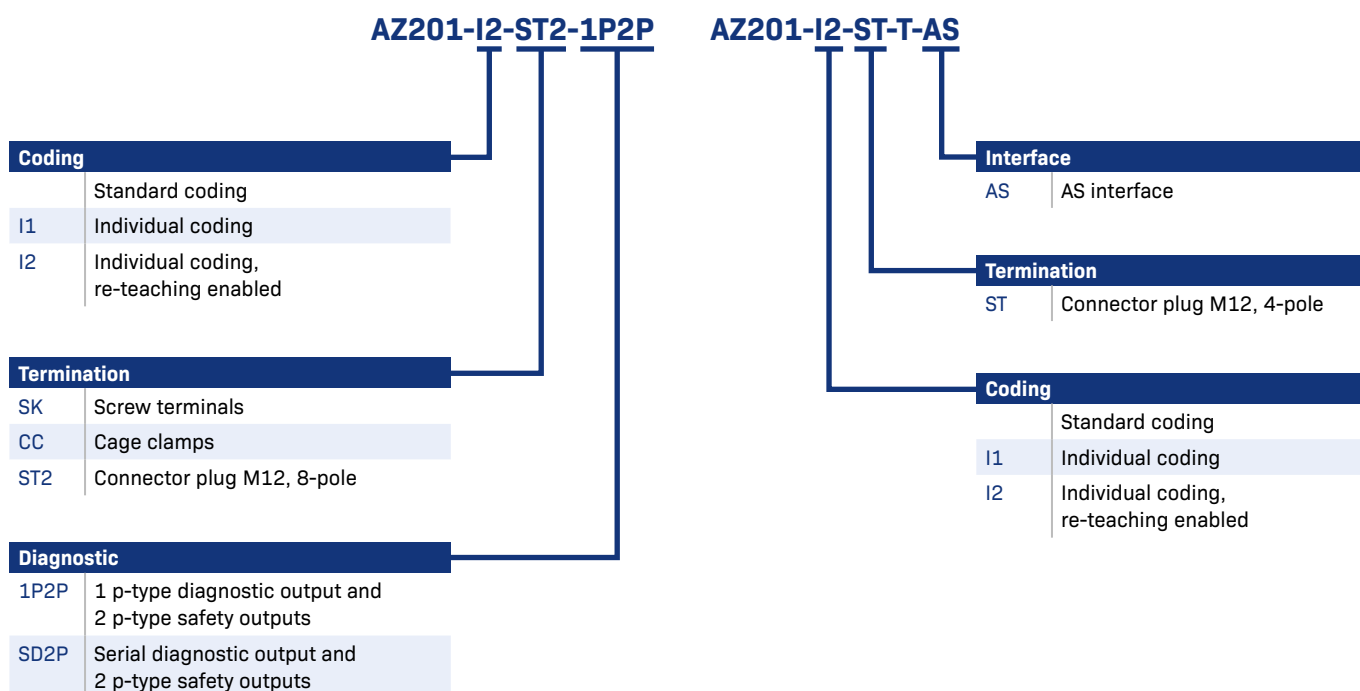 AZ201-I2-ST2-1P2P
Coding
Standard coding
I1 Individual coding
I2 Individual coding,
re-teaching enabled
Termination
SK Screw terminals
CC Cage clamps
ST2 Connector plug M12, 8-pole
Diagnostic
1P2P 1 p-type diagnostic output and
2 p-type safety outputs
SD2P Serial diagnostic output and
2 p-type safety outputs
AZ201-I2-ST-T-AS
Interface
AS AS interface
Termination
ST Connector plug M12, 4-pole
Coding
Standard coding
I1 Individual coding
I2 Individual coding,
re-teaching enabled